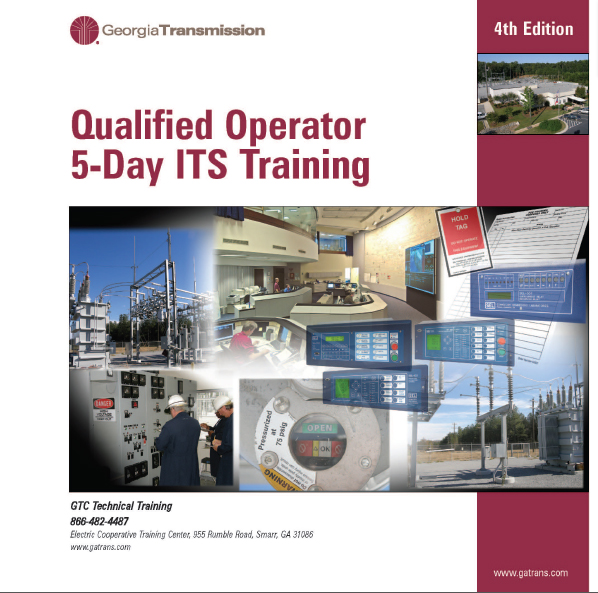 GeorgiaTransmission
4th Edition
Qualified Operator
5-Day ITS Training
HOLD
TAG
DANGER
Pressurized
at
75 psig
OPEN
WARNING
GTC Technical Training
866-482-4487
Electric Cooperative Training Center, 955 Rumble Road, Smarr, GA 31086
www.gatrans.com
www.gatrans.com